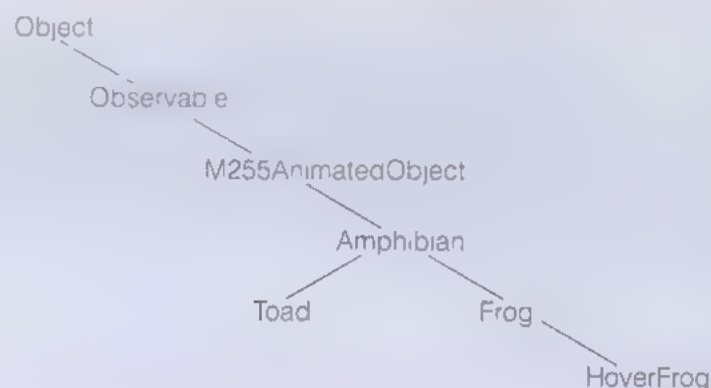 Object
Observable
M255AnimatedObject
Amphibian
Toad Frog
HoverFrog